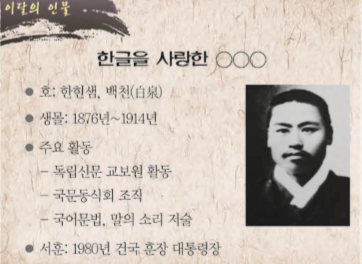 이달의 인물
한글을 사랑한 ○○○
● 호: 한헌샘, 백천(白泉)
● 생몰: 1876년~1914년
● 주요 활동
– 독립신문 교보원 활동
– 국문동식회 조직
– 국어문법, 말의 소리 저술
● 서훈: 1980년 건국 훈장 대통령장